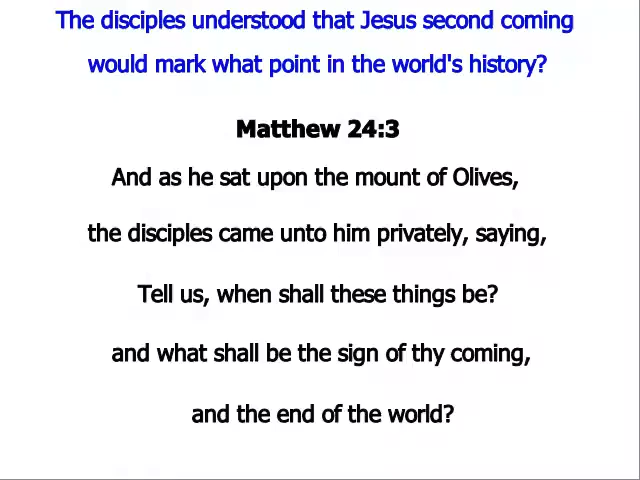 The disciples understood that Jesus second coming
would mark what point in the world's history?
Matthew 24:3
And as he sat upon the mount of Olives,
the disciples came unto him privately, saying,
Tell us, when shall these things be?
and what shall be the sign of thy coming,
and the end of the world?